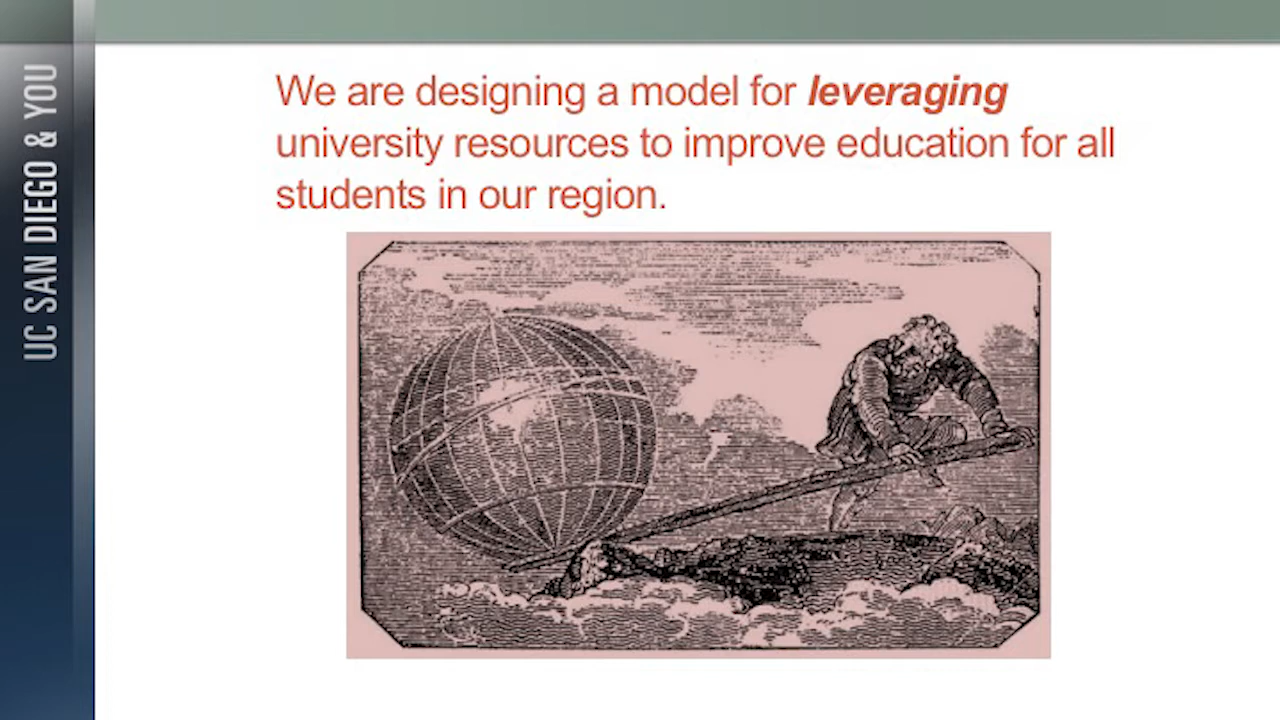 UC SAN DIEGO & YOU
We are designing a model for leveraging
university resources to improve education for all
students in our region.